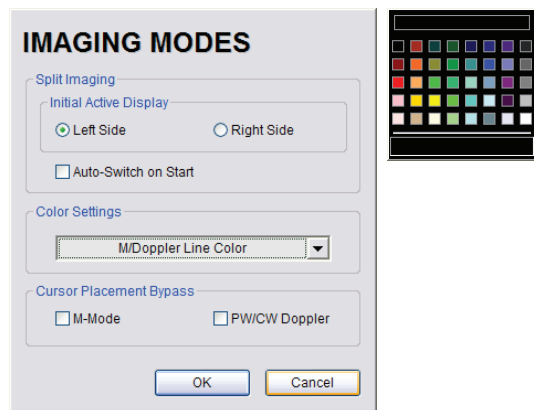 IMAGING MODES
Split Imaging
Initial Active Display
Left Side
Right Side
Auto-Switch on Start
Color Settings
M/Doppler Line Color
Cursor Placement Bypass
M-Mode
PW/CW Doppler
OK
Cancel